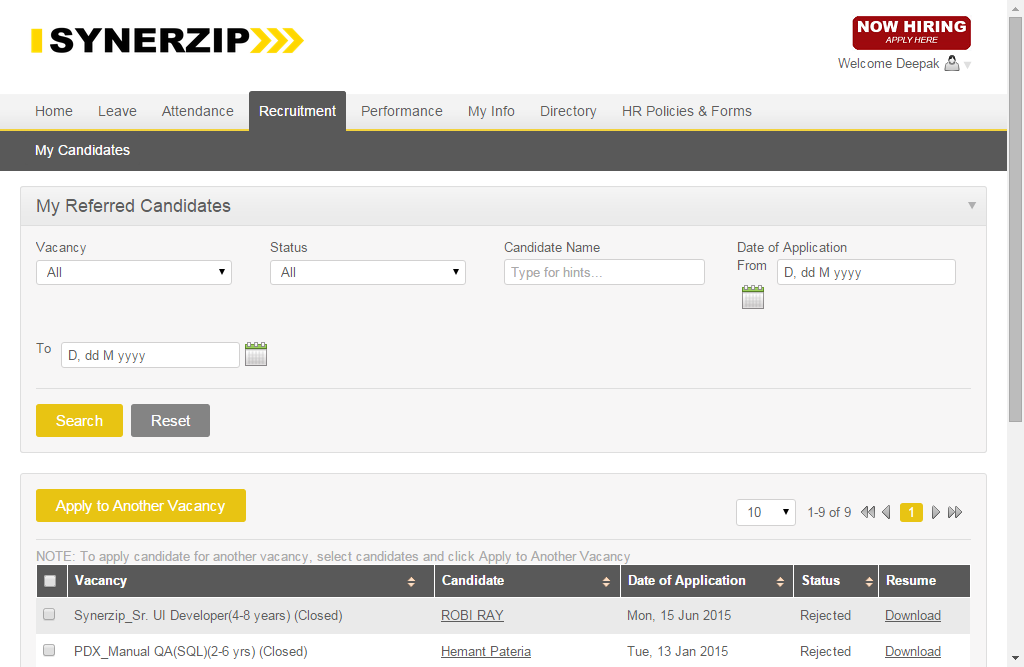 SYNERZIP
NOW HIRING
APPLY HERE
Welcome Deepak
Home Leave Attendance Recruitment Performance My Info Directory HR Policies & Forms
My Candidates
My Referred Candidates
Vacancy Status Candidate Name Date of Application
All All Type for hints... From D, dd M yyyy
To D, dd M yyyy
Search Reset
Apply to Another Vacancy
10 1-9 of 9 1
NOTE: To apply candidate for another vacancy, select candidates and click Apply to Another Vacancy
Vacancy Candidate Date of Application Status Resume
Synerzip_Sr. UI Developer(4-8 years) (Closed) ROBI RAY Mon, 15 Jun 2015 Rejected Download
PDX_Manual QA(SQL)(2-6 yrs) (Closed) Hemant Pateria Tue, 13 Jan 2015 Rejected Download